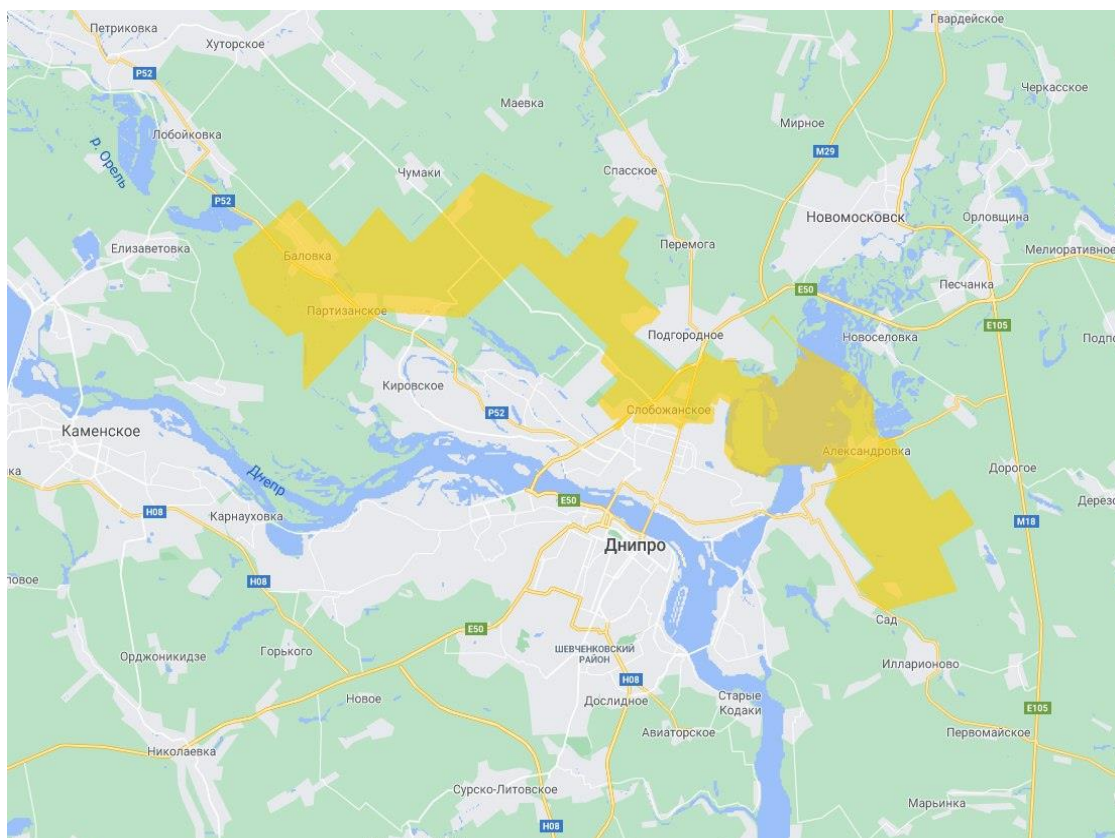 Петриковка
Хуторское
Гвардейское
P52
Маевка
Черкасское
Лобойковка
Мирное
р. Орель
M29
Чумаки
Спасское
P52
Новомосковск
Орловщина
Елизаветовка
Перемога
Баловка
Мелиоративное
Песчанка
E50
Партизанское
Подгородное
E105
Новоселовка
Подпо
Кировское
P52
Слобожанское
Каменское
Александровка
ка
Дорогое
Днепр
Дерезо
H08
Карнауховка
E50
M18
Днипро
H08
повое
Сад
E50
ШЕВЧЕНКОВСКИЙ
РАЙОН
Орджоникидзе
Горького
Илларионово
H08
Новое
Дослидное
Старые
Кодаки
E105
Авиаторское
Первомайское
Николаевка
Сурско-Литовское
Марьинка
H08